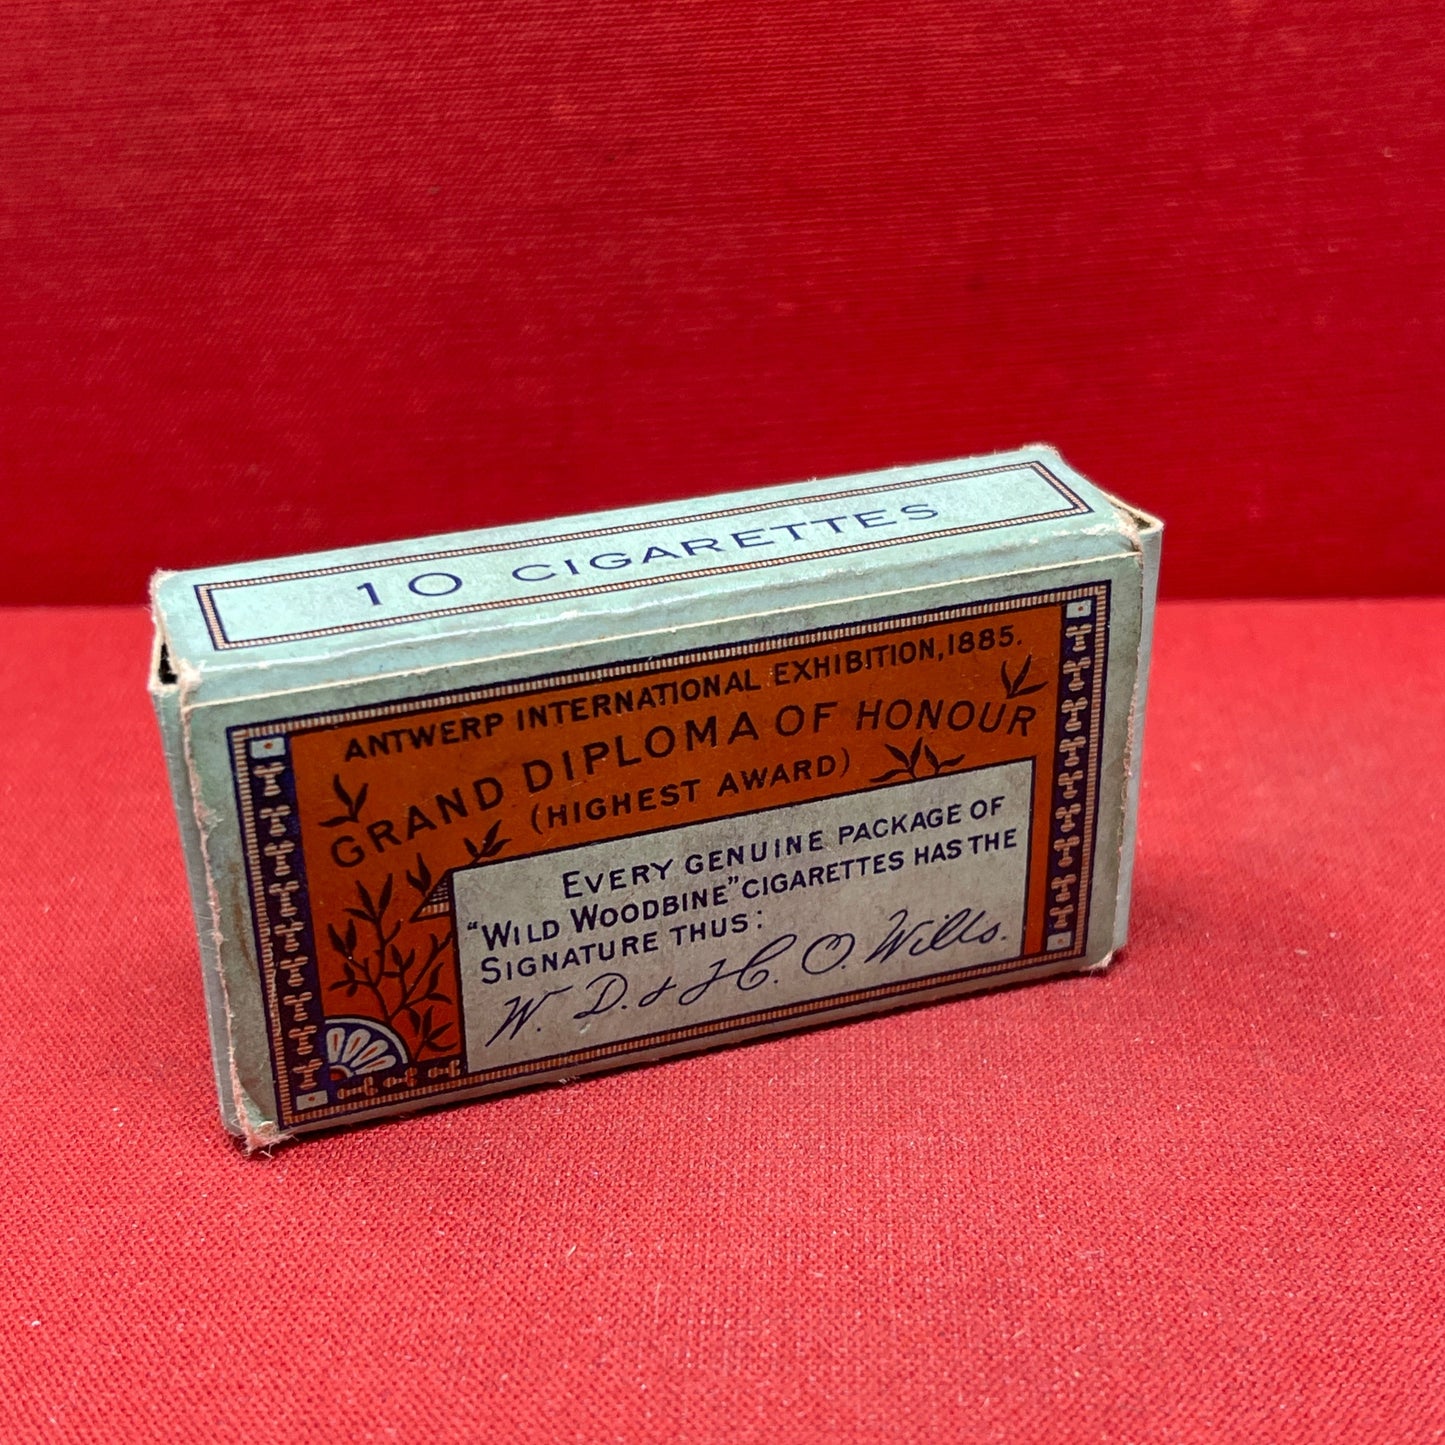 10 CIGARETTES
ANTWERP INTERNATIONAL EXHIBITION, 1885.
GRAND DIPLOMA OF HONOUR
(HIGHEST AWARD)
EVERY GENUINE PACKAGE OF
"WILD WOODBINE" CIGARETTES HAS THE
SIGNATURE THUS:
W. D. & H. O. Wills.